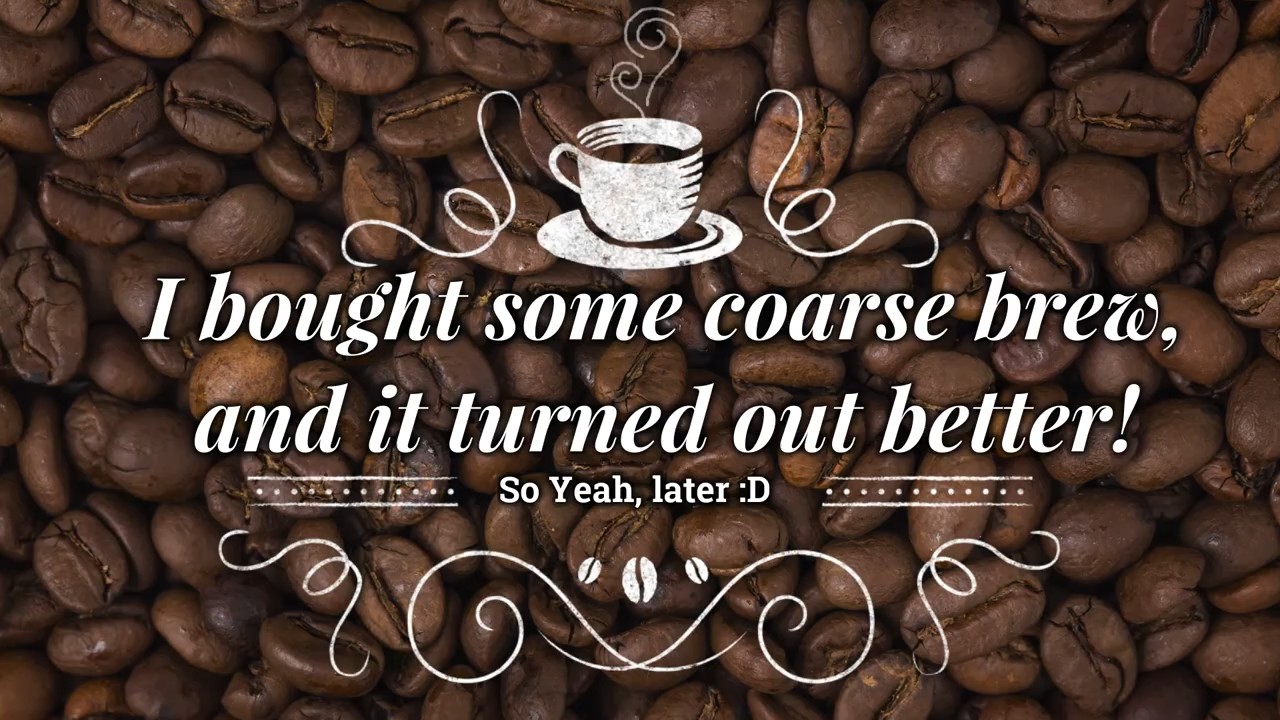 I bought some coarse brew,
and it turned out better!
So Yeah, later :D